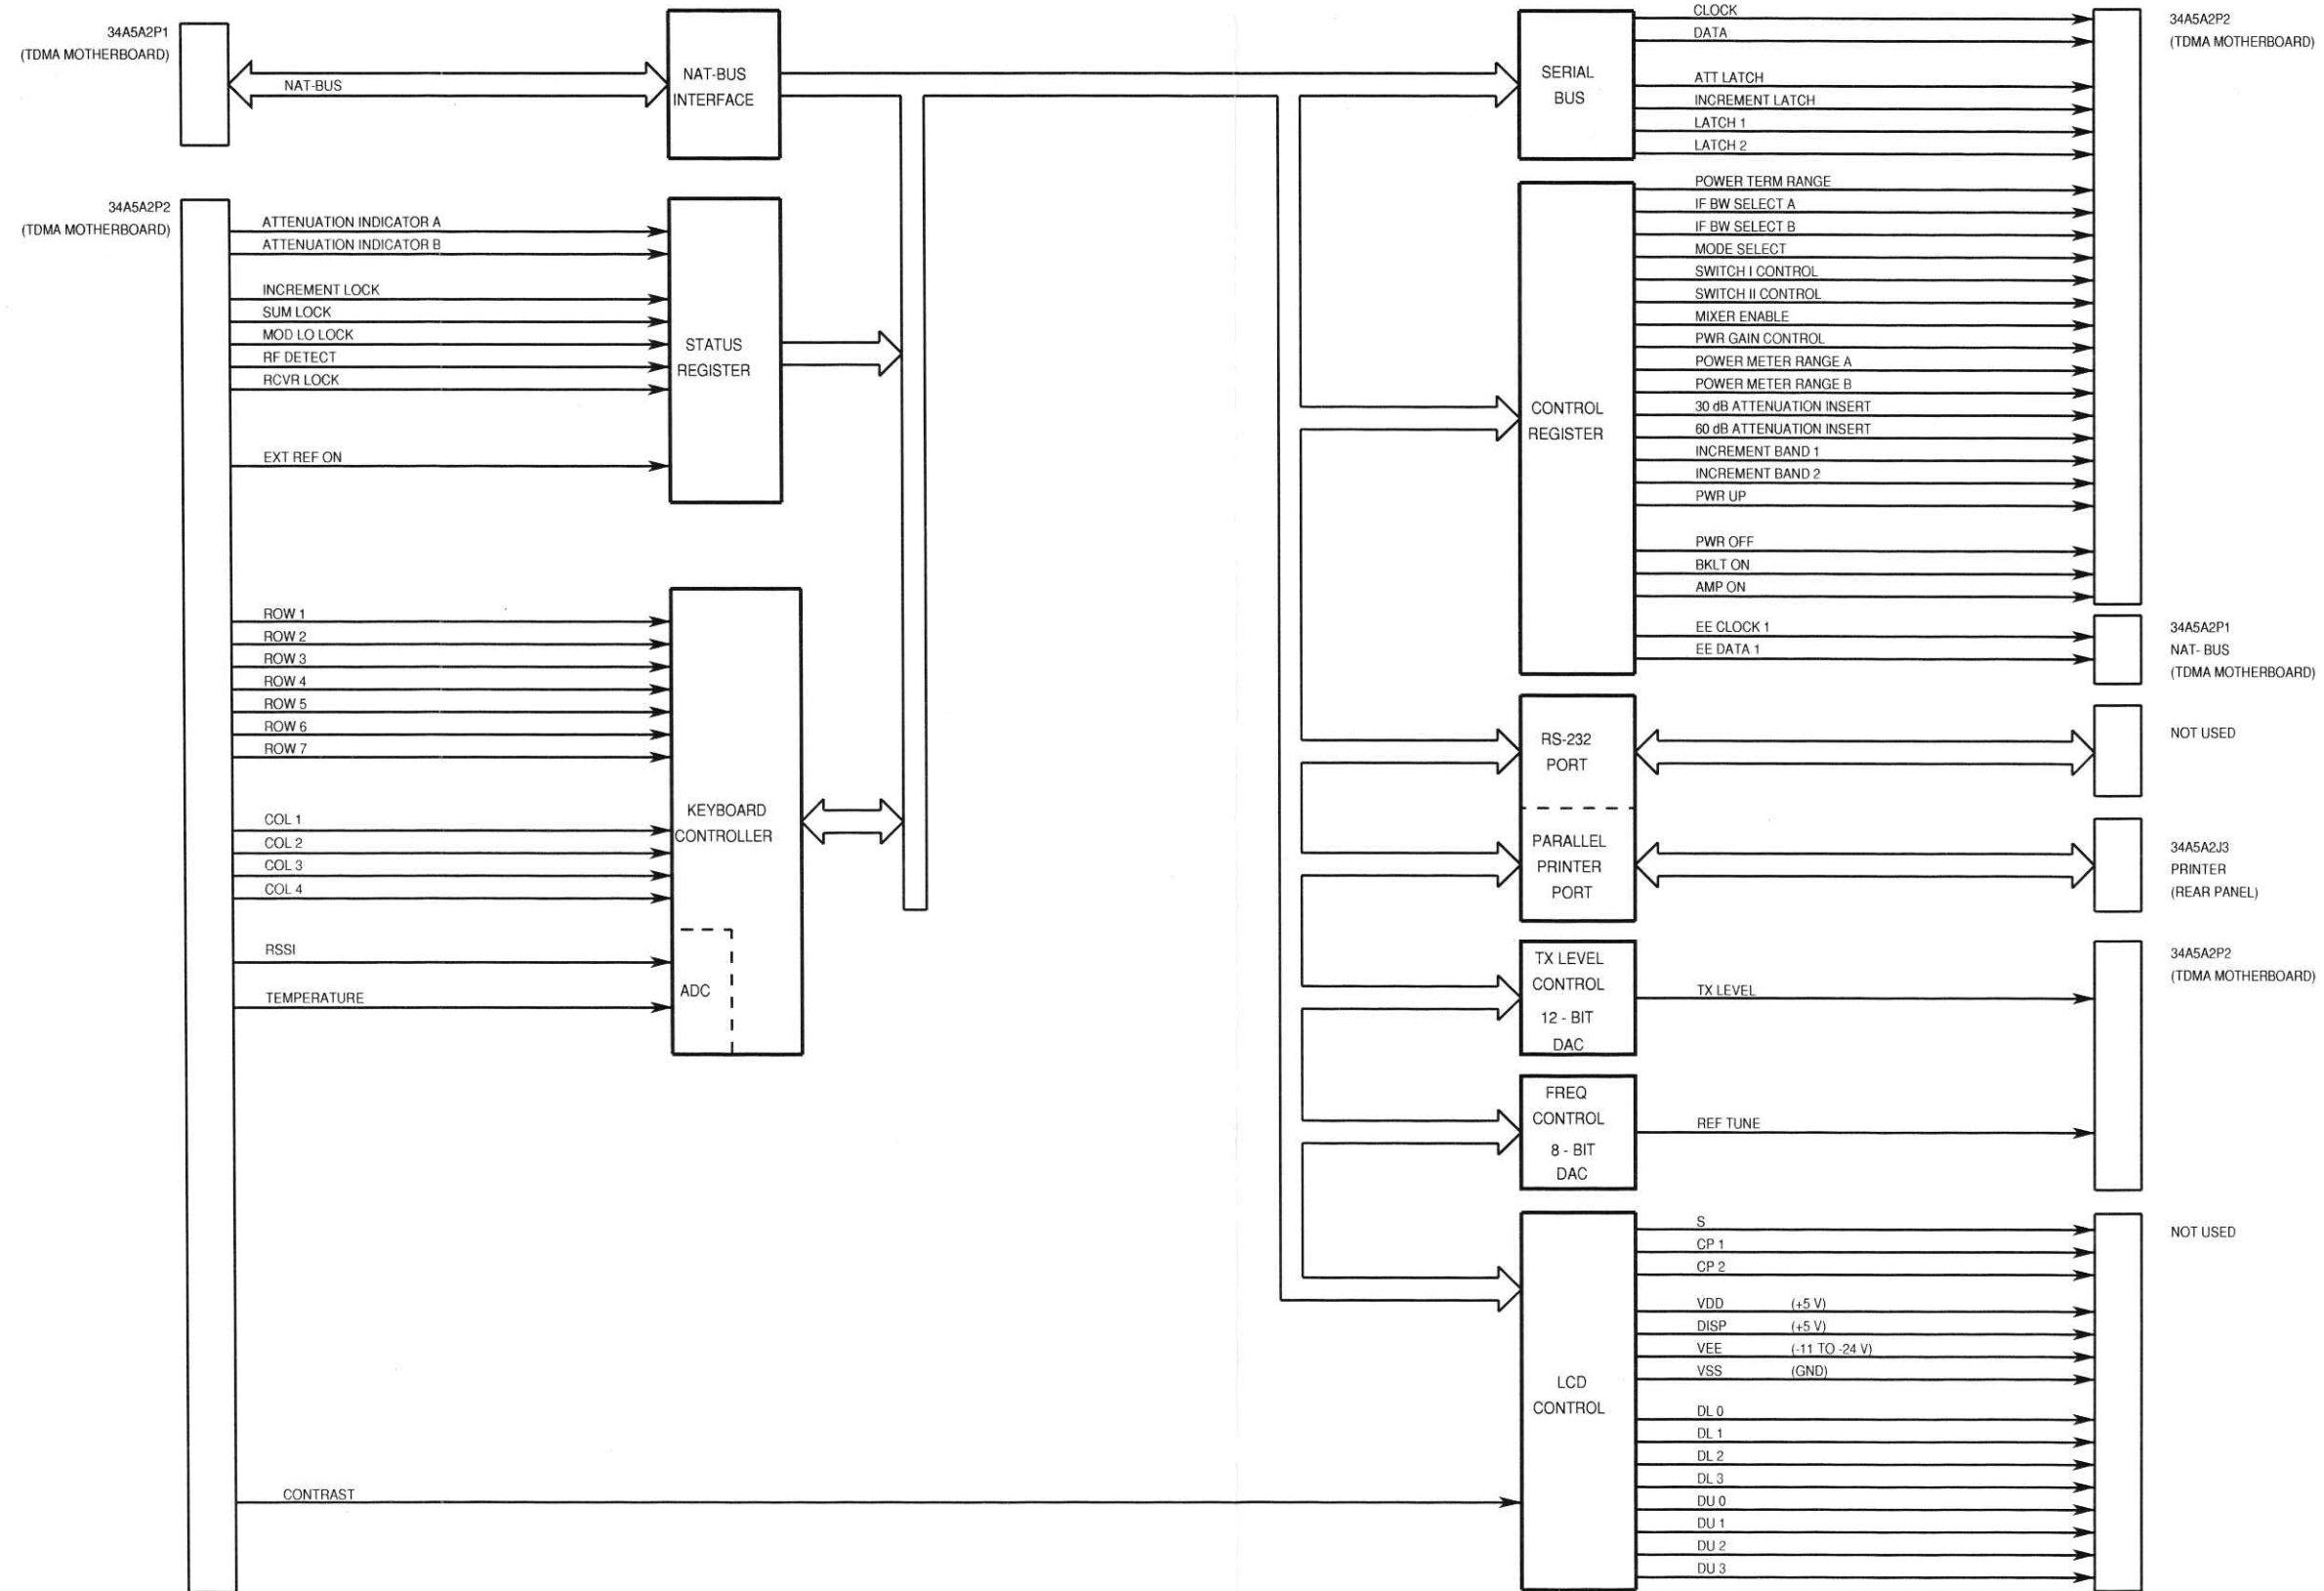 34A5A2P1
(TDMA MOTHERBOARD)
NAT-BUS
NAT-BUS
INTERFACE
34A5A2P2
(TDMA MOTHERBOARD)
ATTENUATION INDICATOR A
ATTENUATION INDICATOR B
INCREMENT LOCK
SUM LOCK
MOD LO LOCK
RF DETECT
RCVR LOCK
EXT REF ON
STATUS
REGISTER
ROW 1
ROW 2
ROW 3
ROW 4
ROW 5
ROW 6
ROW 7
COL 1
COL 2
COL 3
COL 4
RSSI
TEMPERATURE
KEYBOARD
CONTROLLER
ADC
CONTRAST
SERIAL
BUS
CLOCK
DATA
ATT LATCH
INCREMENT LATCH
LATCH 1
LATCH 2
34A5A2P2
(TDMA MOTHERBOARD)
CONTROL
REGISTER
POWER TERM RANGE
IF BW SELECT A
IF BW SELECT B
MODE SELECT
SWITCH I CONTROL
SWITCH II CONTROL
MIXER ENABLE
PWR GAIN CONTROL
POWER METER RANGE A
POWER METER RANGE B
30 dB ATTENUATION INSERT
60 dB ATTENUATION INSERT
INCREMENT BAND 1
INCREMENT BAND 2
PWR UP
PWR OFF
BKLT ON
AMP ON
EE CLOCK 1
EE DATA 1
34A5A2P1
NAT- BUS
(TDMA MOTHERBOARD)
RS-232
PORT
NOT USED
PARALLEL
PRINTER
PORT
34A5A2J3
PRINTER
(REAR PANEL)
TX LEVEL
CONTROL
12 - BIT
DAC
TX LEVEL
34A5A2P2
(TDMA MOTHERBOARD)
FREQ
CONTROL
8 - BIT
DAC
REF TUNE
LCD
CONTROL
S
CP 1
CP 2
VDD (+5 V)
DISP (+5 V)
VEE (-11 TO -24 V)
VSS (GND)
DL 0
DL 1
DL 2
DL 3
DU 0
DU 1
DU 2
DU 3
NOT USED